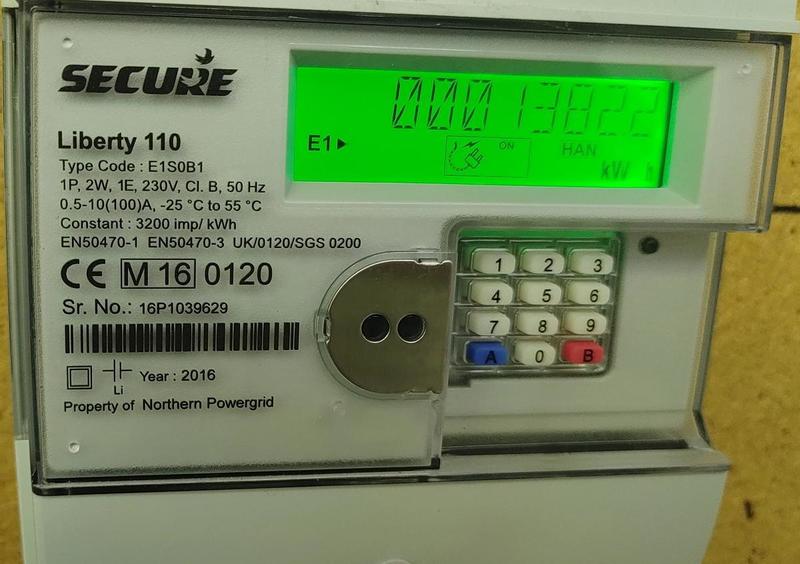 SECURE
Liberty 110
Type Code : E1S0B1
1P, 2W, 1E, 230V, Cl. B, 50 Hz
0.5-10(100)A, -25 °C to 55 °C
Constant : 3200 imp/ kWh
EN50470-1 EN50470-3 UK/0120/SGS 0200
CE M 16 0120
Sr. No.: 16P1039629
Li
Year : 2016
Property of Northern Powergrid
00013822
E1
ON
HAN
kW h
1 2 3
4 5 6
7 8 9
A 0 B